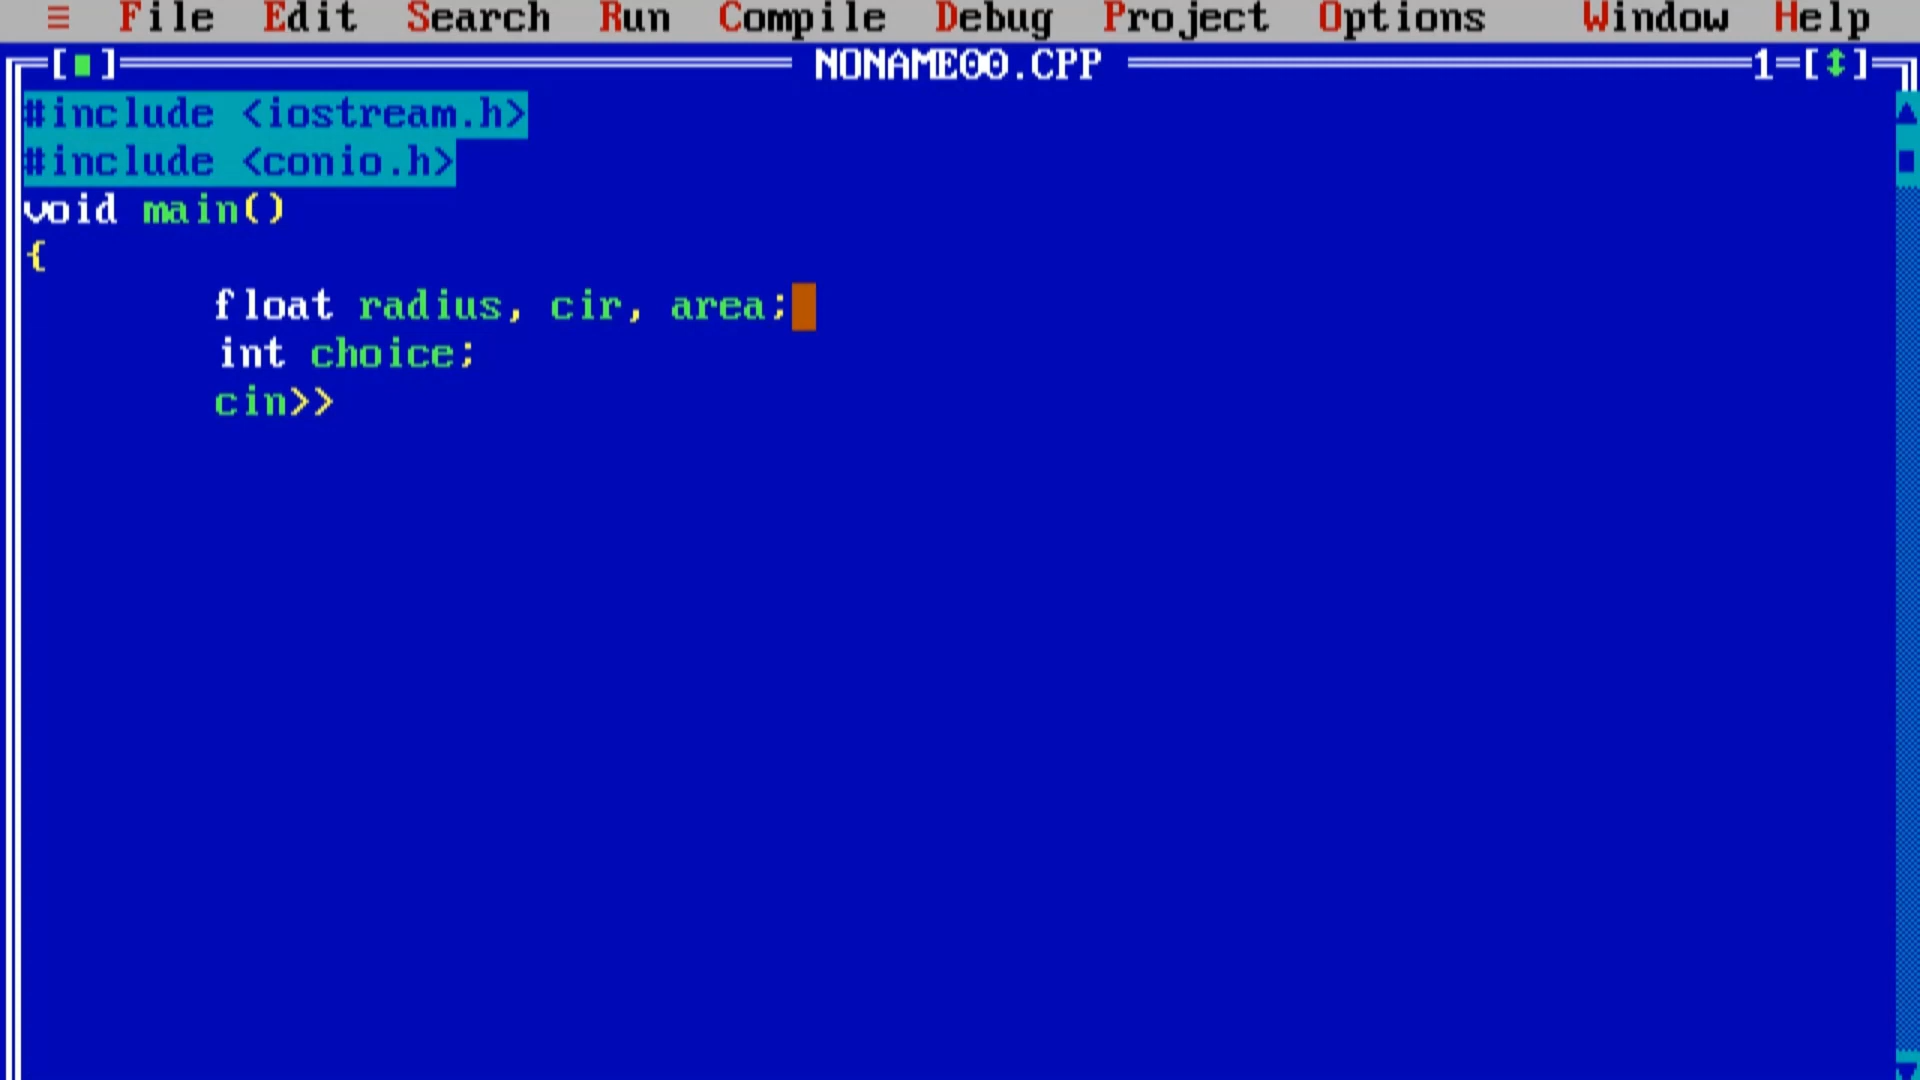 ≡ File Edit Search Run Compile Debug Project Options Window Help
[■] NONAME00.CPP 1=[↕]
#include <iostream.h>
#include <conio.h>
void main()
{
float radius, cir, area;
int choice;
cin>>